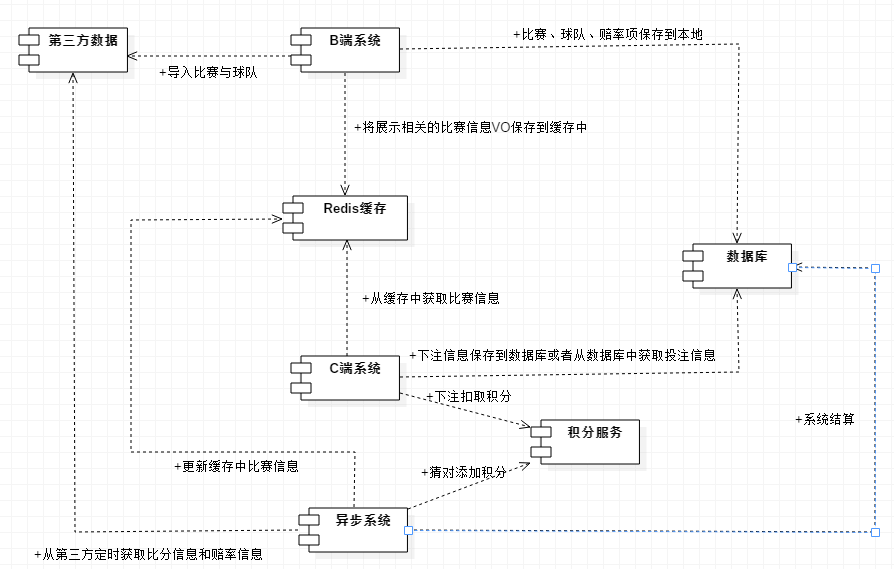 第三方数据
B端系统
+比赛、球队、赔率项保存到本地
+导入比赛与球队
+将展示相关的比赛信息VO保存到缓存中
Redis缓存
数据库
+从缓存中获取比赛信息
+下注信息保存到数据库或者从数据库中获取投注信息
C端系统
+下注扣取积分
+系统结算
积分服务
+更新缓存中比赛信息
+猜对添加积分
异步系统
+从第三方定时获取比分信息和赔率信息